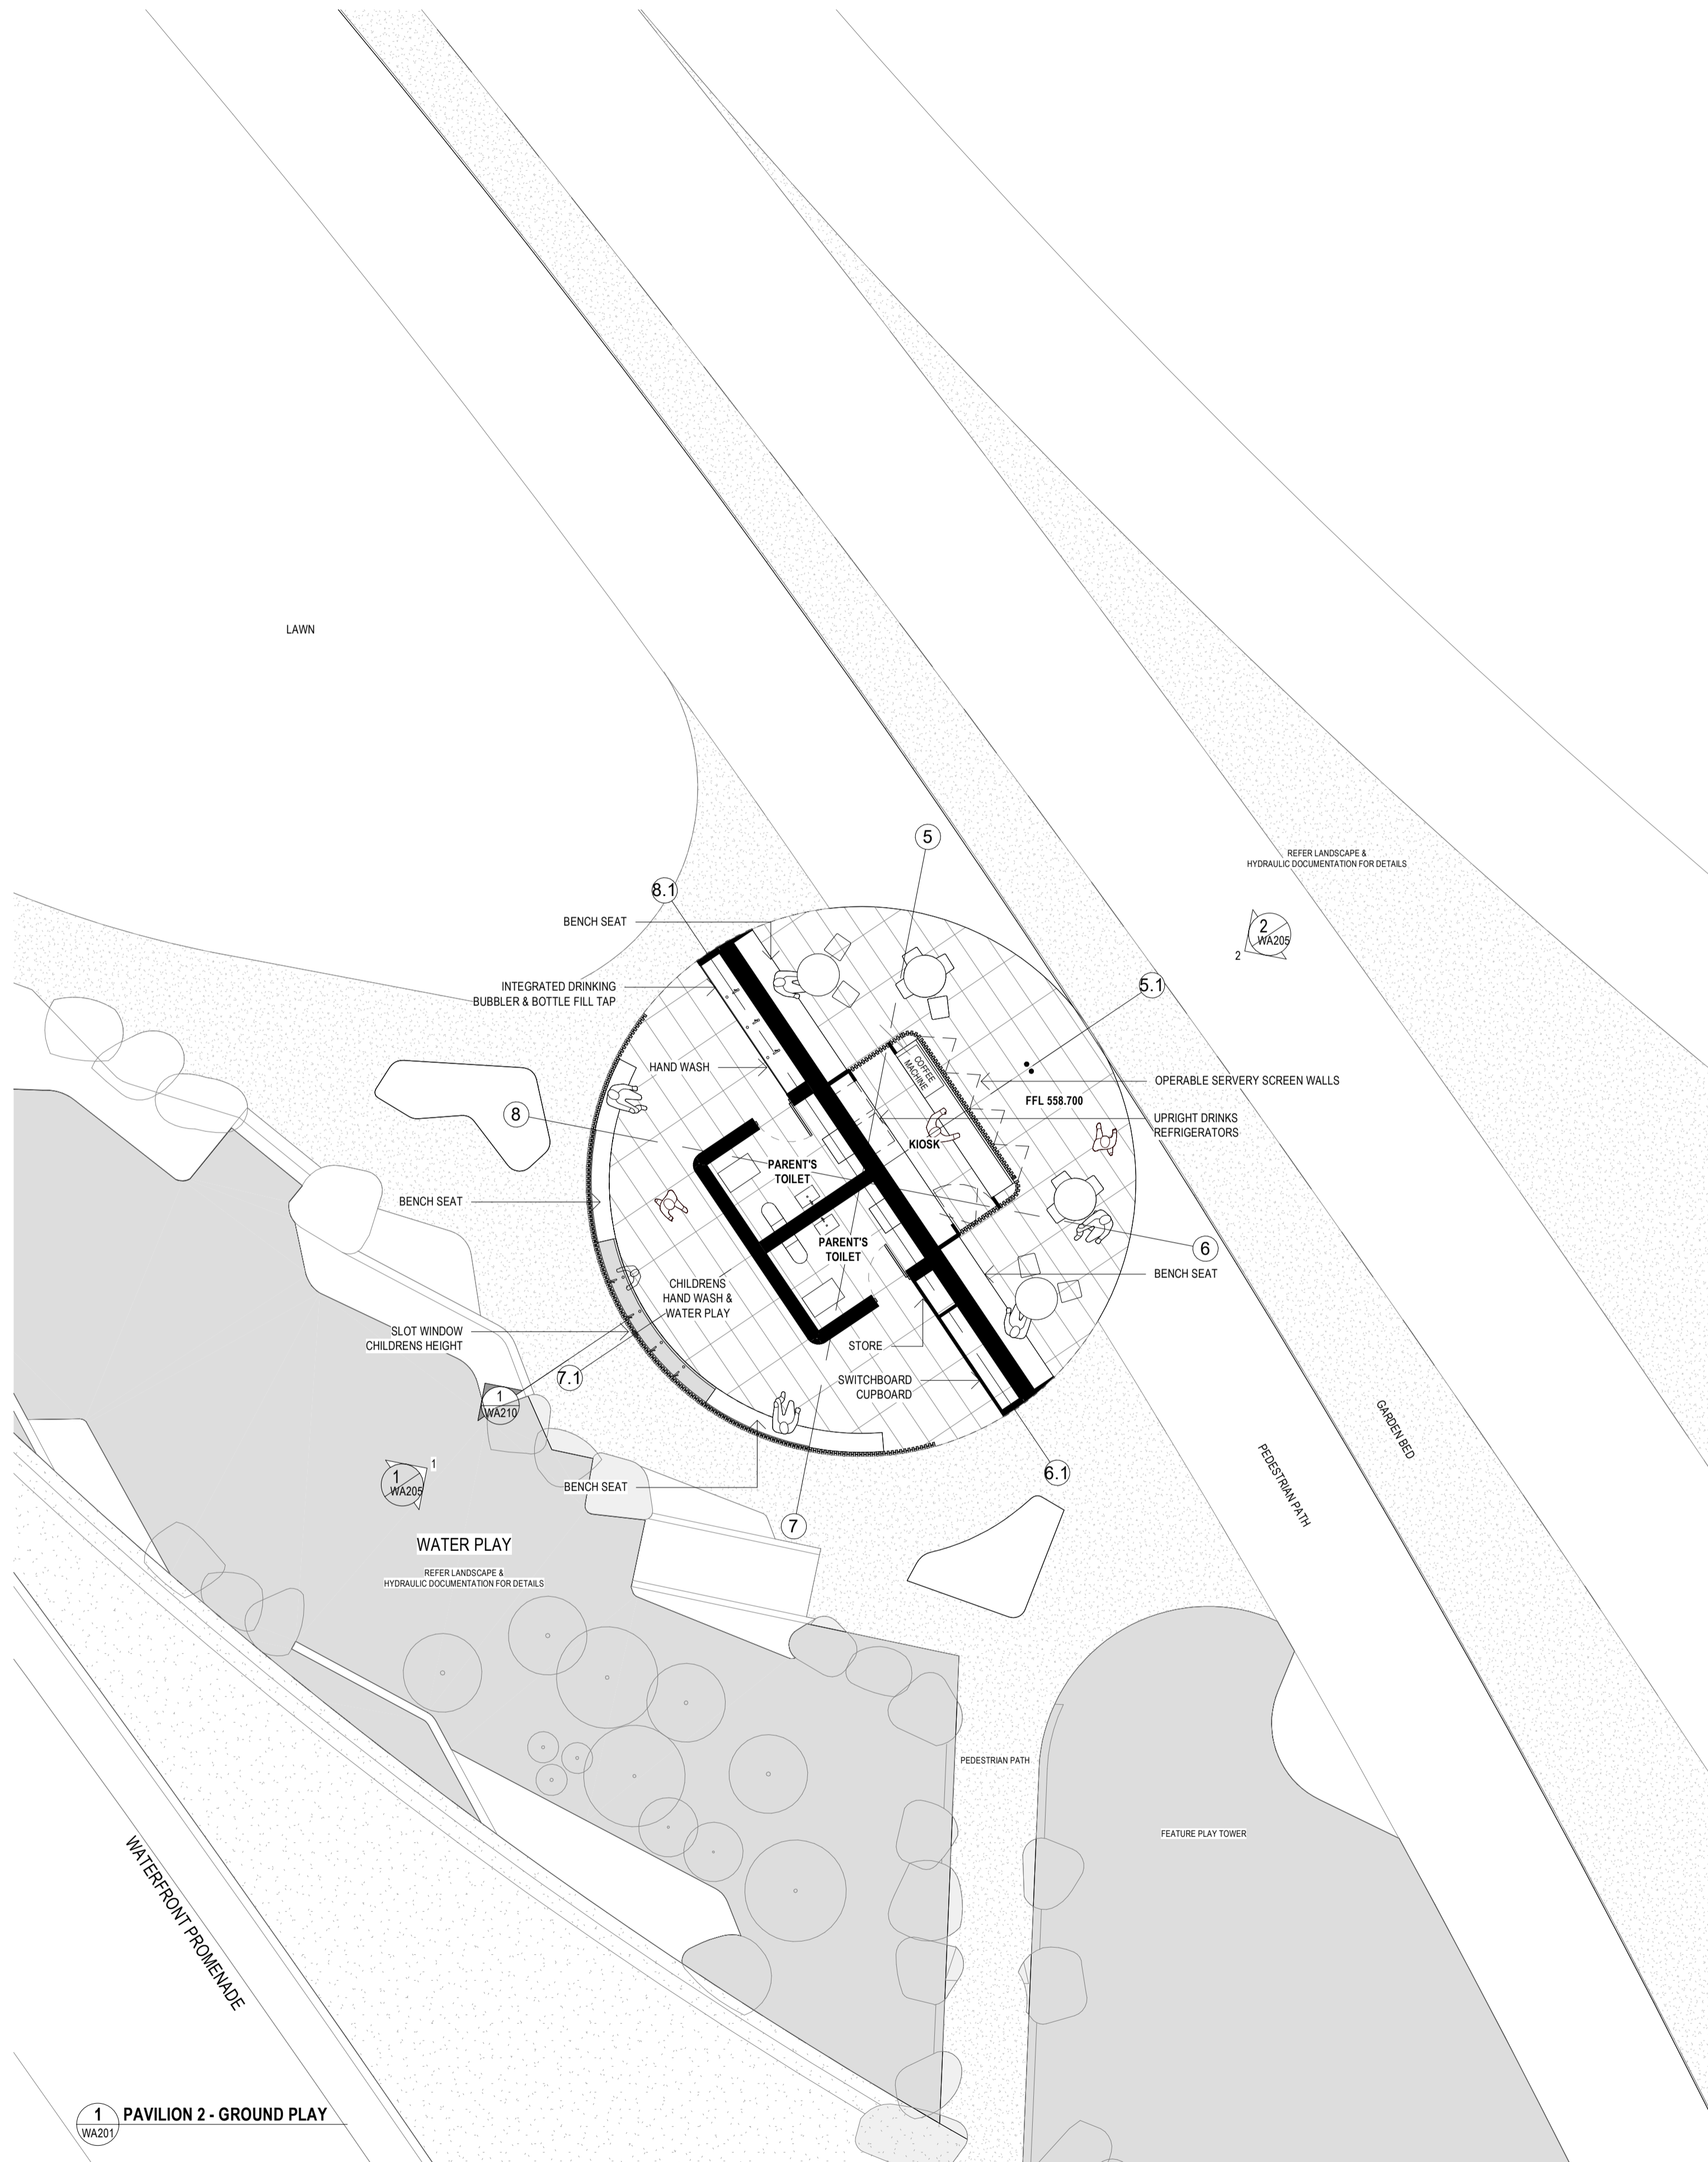 LAWN
5
REFER LANDSCAPE &
HYDRAULIC DOCUMENTATION FOR DETAILS
8.1
BENCH SEAT
2
WA205
2
INTEGRATED DRINKING
BUBBLER & BOTTLE FILL TAP
5.1
HAND WASH
COFFEE
MACHINE
OPERABLE SERVERY SCREEN WALLS
FFL 558.700
8
UPRIGHT DRINKS
REFRIGERATORS
KIOSK
PARENT'S
TOILET
BENCH SEAT
PARENT'S
TOILET
6
BENCH SEAT
CHILDRENS
HAND WASH &
WATER PLAY
SLOT WINDOW
CHILDRENS HEIGHT
STORE
7.1
SWITCHBOARD
CUPBOARD
1
WA210
GARDEN BED
PEDESTRIAN PATH
1
WA205
1
BENCH SEAT
6.1
7
WATER PLAY
REFER LANDSCAPE &
HYDRAULIC DOCUMENTATION FOR DETAILS
PEDESTRIAN PATH
FEATURE PLAY TOWER
WATERFRONT PROMENADE
1
WA201
PAVILION 2 - GROUND PLAY